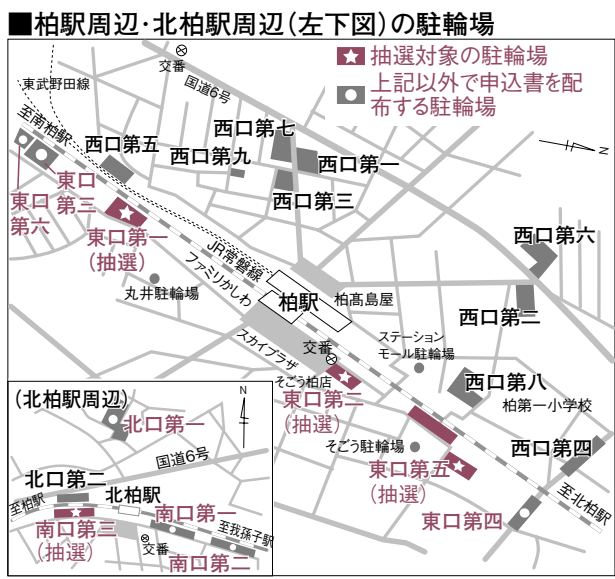 ■柏駅周辺・北柏駅周辺（左下図）の駐輪場
抽選対象の駐輪場
上記以外で申込書を配
布する駐輪場
交番
東武野田線
国道6号
至南柏駅
西口第五
西口第七
西口第九
西口第一
西口第三
N
東口
第三
東口
第六
東口第一
（抽選）
丸井駐輪場
JR常磐線
ファミリかしわ
柏駅
柏髙島屋
西口第六
西口第二
スカイプラザ
交番
ステーション
モール駐輪場
そごう柏店
東口第二
（抽選）
西口第八
柏第一小学校
そごう駐輪場
東口第五
（抽選）
西口第四
至北柏駅
東口第四
（北柏駅周辺）
N
北口第一
国道6号
北口第二
北柏駅
至柏駅
南口第三
（抽選）
南口第一
至我孫子駅
交番
南口第二